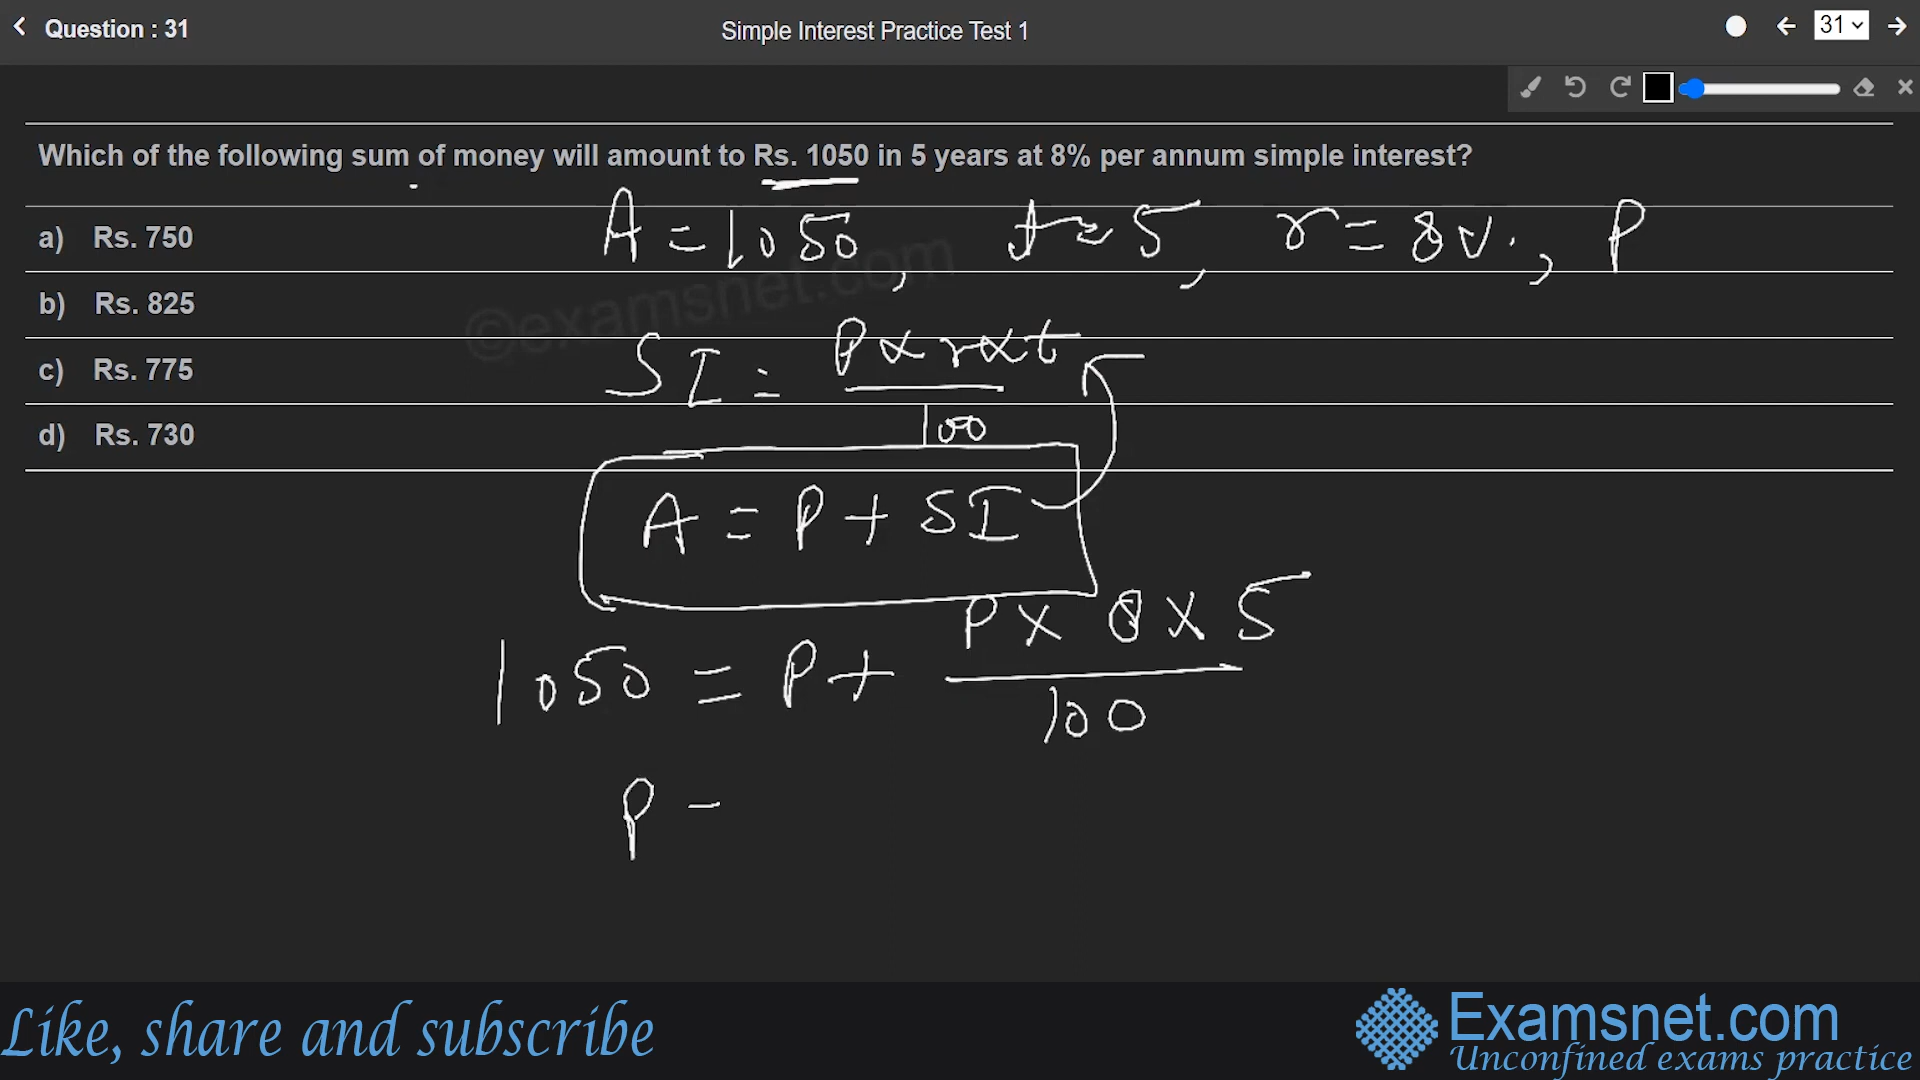 Question : 31
Simple Interest Practice Test 1
31
Which of the following sum of money will amount to Rs. 1050 in 5 years at 8% per annum simple interest?
a) Rs. 750
A = 1050, t = 5, r = 8%, P
b) Rs. 825
©examsnet.com
c) Rs. 775
SI = P × r × t
100
d) Rs. 730
A = P + SI
P × 8 × 5
1050 = P +
100
P -
Like, share and subscribe
Examsnet.com
Unconfined exams practice